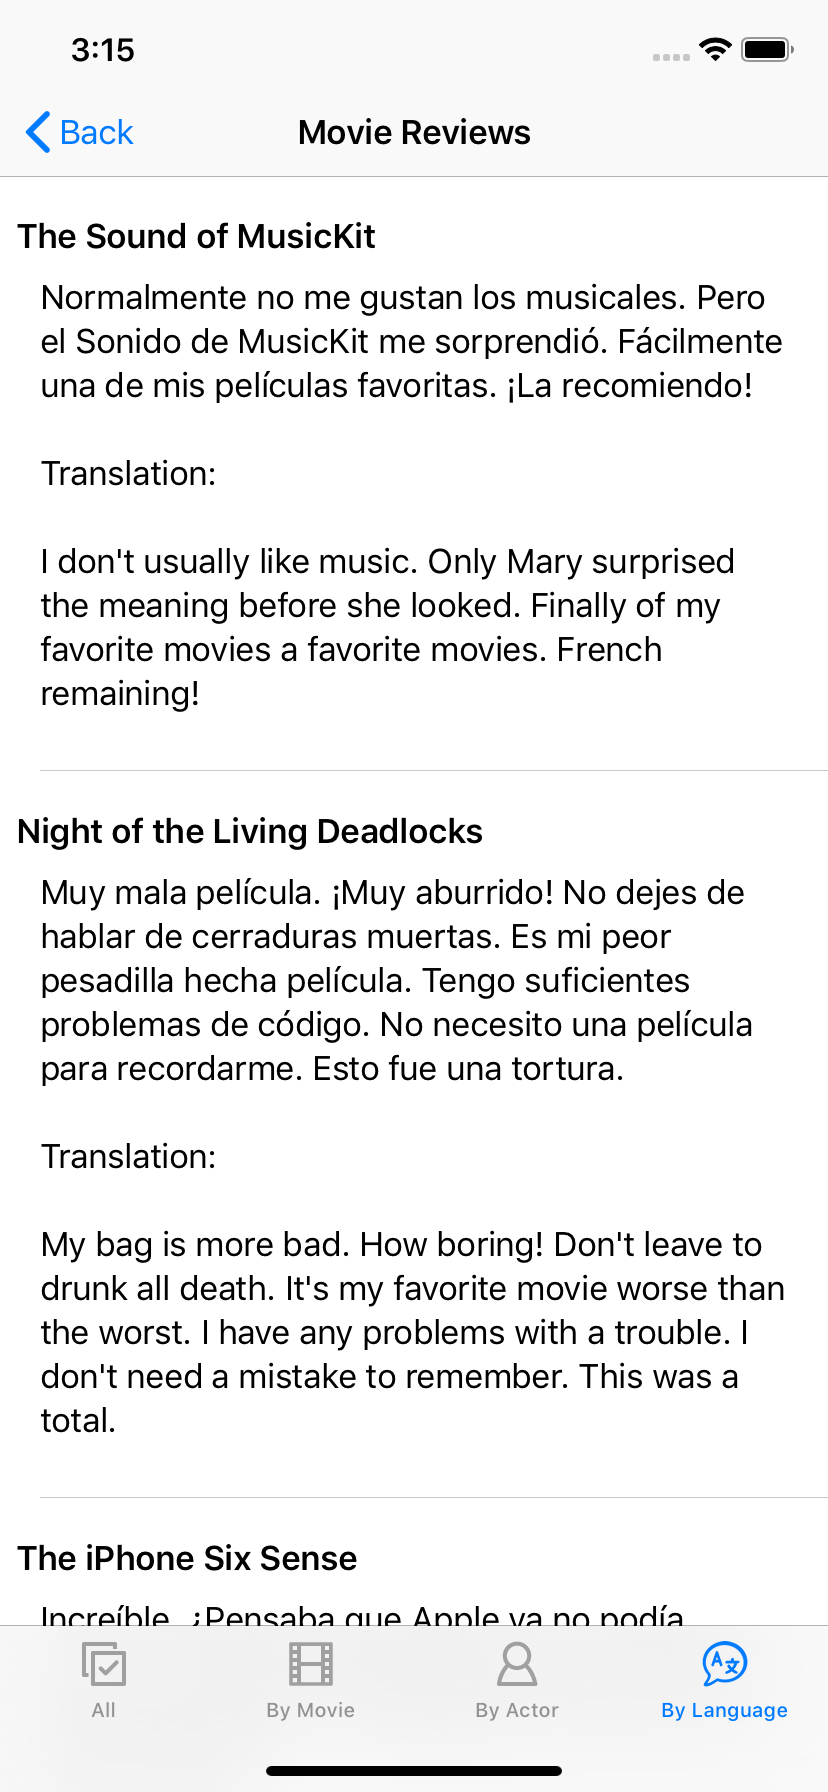 3:15
Back
Movie Reviews
The Sound of MusicKit
Normalmente no me gustan los musicales. Pero
el Sonido de MusicKit me sorprendió. Fácilmente
una de mis películas favoritas. ¡La recomiendo!
Translation:
I don't usually like music. Only Mary surprised
the meaning before she looked. Finally of my
favorite movies a favorite movies. French
remaining!
Night of the Living Deadlocks
Muy mala película. ¡Muy aburrido! No dejes de
hablar de cerraduras muertas. Es mi peor
pesadilla hecha película. Tengo suficientes
problemas de código. No necesito una película
para recordarme. Esto fue una tortura.
Translation:
My bag is more bad. How boring! Don't leave to
drunk all death. It's my favorite movie worse than
the worst. I have any problems with a trouble. I
don't need a mistake to remember. This was a
total.
The iPhone Six Sense
Increíble. ¿Pensaba que Apple ya no podía
All
By Movie
By Actor
By Language